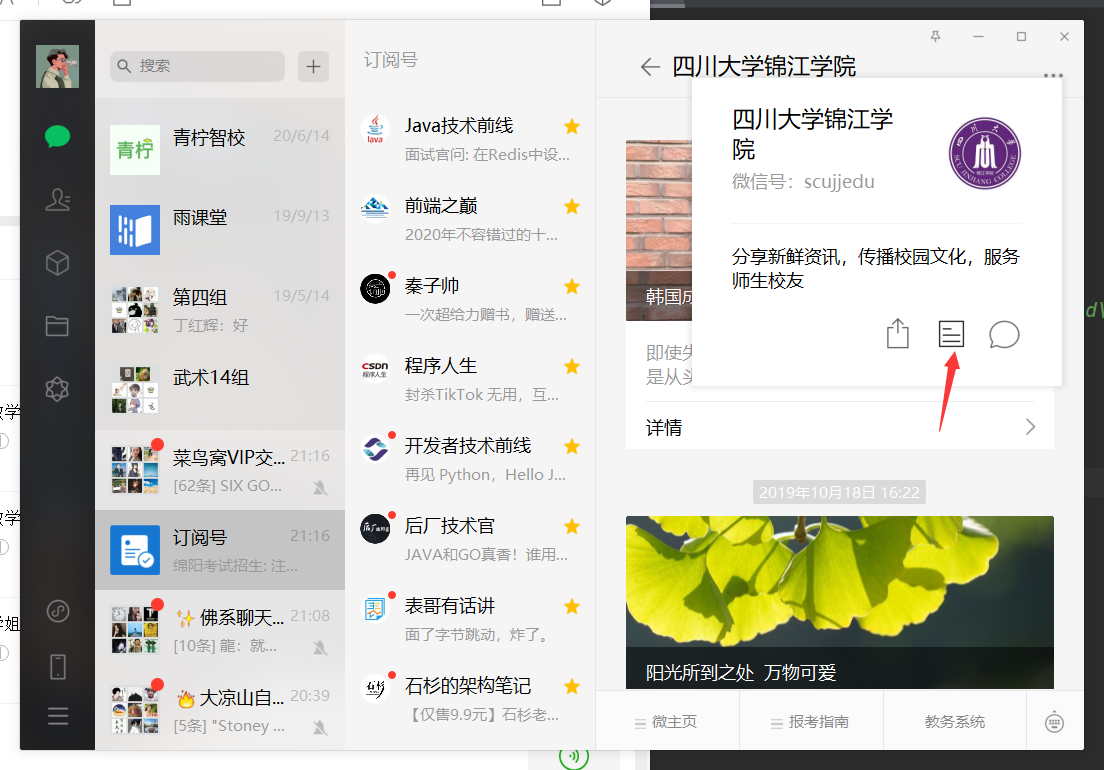 搜索
青柠
青柠智校
20/6/14
雨课堂
19/9/13
第四组
19/5/14
丁红辉：好
武术14组
菜鸟窝VIP交...
21:16
[62条] SIX GO...
订阅号
21:16
绵阳考试招生: 注...
✨ 佛系聊天...
21:08
[10条] 龍：就...
🔥 大凉山自...
20:39
[5条] "Stoney ...
订阅号
Java技术前线
面试官问: 在Redis中设...
前端之巅
2020年不容错过的十...
秦子帅
一次超给力赠书，赠送...
CSDN
程序人生
程序人生
封杀TikTok 无用，互...
开发者技术前线
再见 Python，Hello J...
后厂技术官
JAVA和GO真香！谁用...
表哥有话讲
面了字节跳动，炸了。
石杉的架构笔记
【仅售9.9元】石杉老...
四川大学锦江学院
四川大学锦江学
院
微信号：scujjedu
SCU JINJIANG COLLEGE
分享新鲜资讯，传播校园文化，服务
师生校友
韩国成
即使失
是从头
详情
2019年10月18日 16:22
阳光所到之处 万物可爱
微主页
报考指南
教务系统